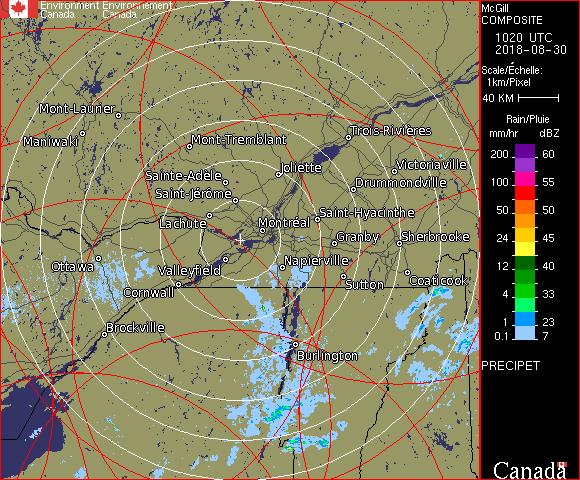 Environment Environnement
Canada Canada
McGill
COMPOSITE
1020 UTC
2018-08-30
Scale/Échelle:
1km/Pixel
40 KM
Rain/Pluie
mm/hr dBZ
200 60
100 55
50 50
24 45
12 40
4 33
1 23
0.1 7
PRECIPET
Canada
Mont-Laurier
Maniwaki
Mont-Tremblant
Trois-Rivières
Sainte-Adèle
Joliette
Victoriaville
Saint-Jérôme
Drummondville
Lachute
Montréal
Saint-Hyacinthe
Granby
Sherbrooke
Ottawa
Valleyfield
Napierville
Cornwall
Sutton
Coaticook
Brockville
Burlington